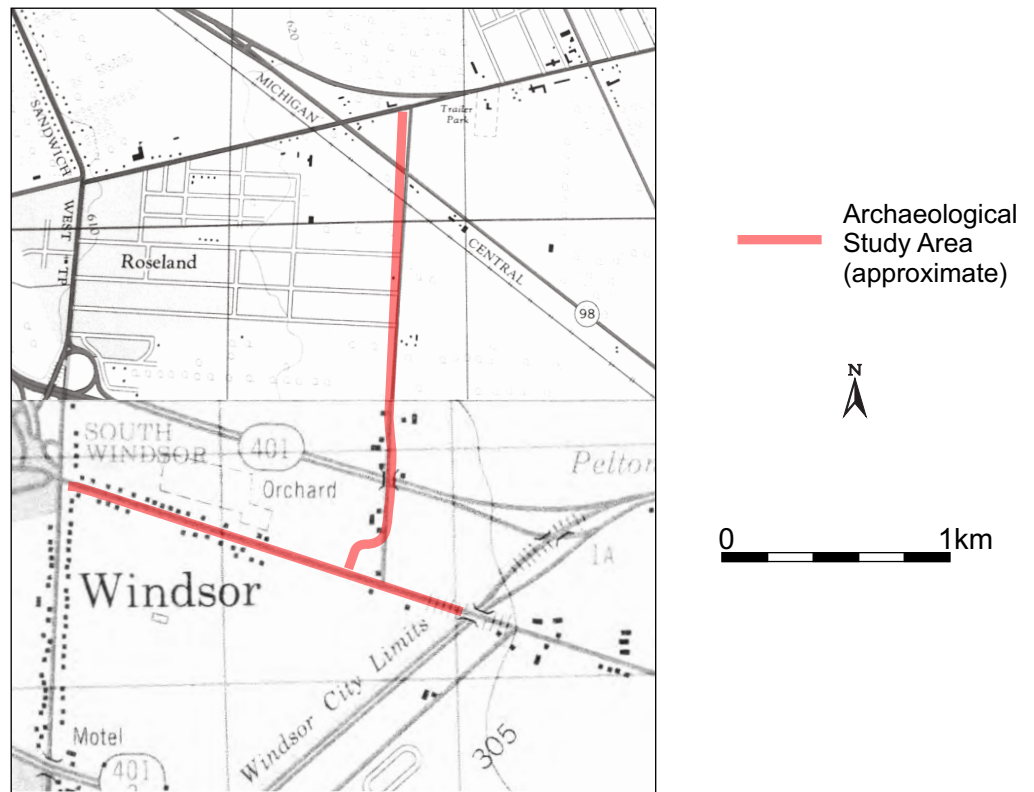 620
MICHIGAN
SANDWICH
Trailer
Park
WEST TP
610
Roseland
CENTRAL
98
Archaeological
Study Area
(approximate)
N
SOUTH
WINDSOR
401
Orchard
Pelton
1A
0 1km
Windsor
Windsor City Limits
305
Motel
401